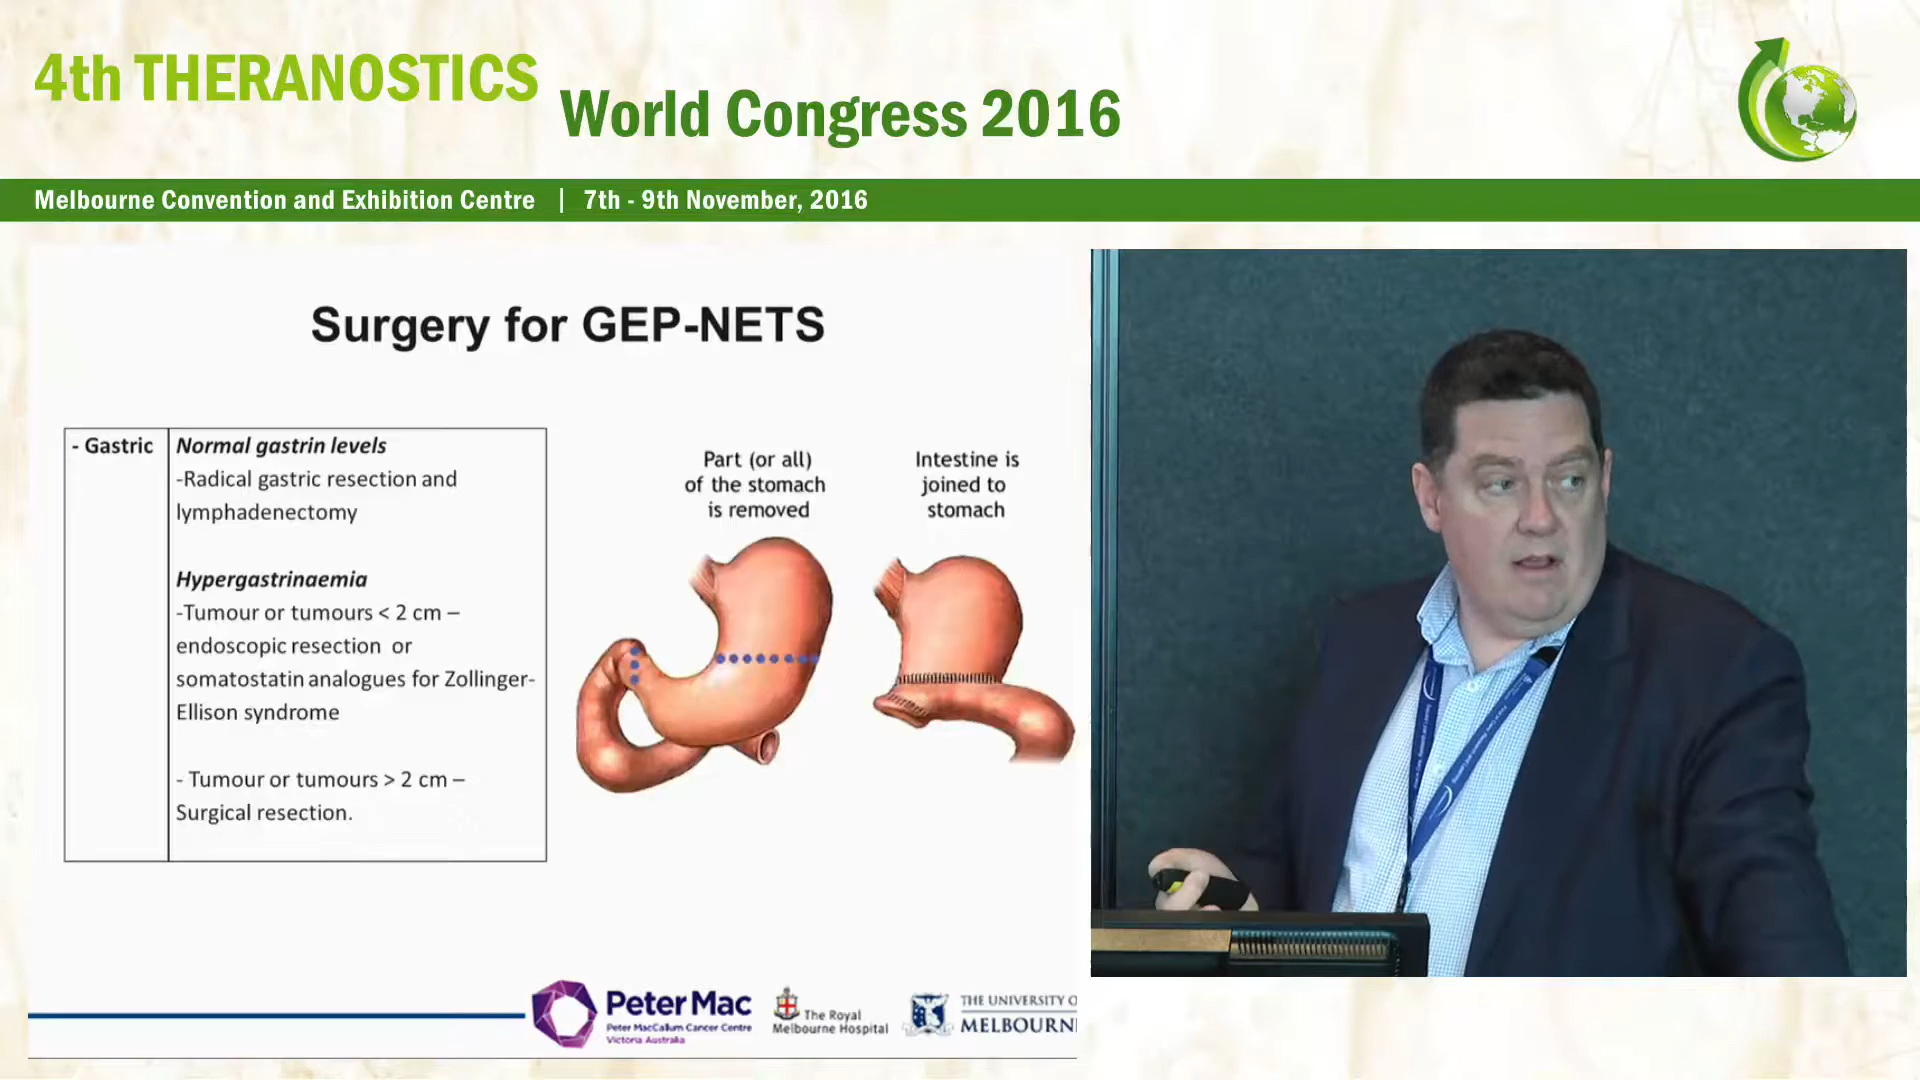 4th THERANOSTICS
World Congress 2016
Melbourne Convention and Exhibition Centre | 7th - 9th November, 2016
Surgery for GEP-NETS
- Gastric
Normal gastrin levels
-Radical gastric resection and
lymphadenectomy
Hypergastrinaemia
-Tumour or tumours < 2 cm –
endoscopic resection or
somatostatin analogues for Zollinger-
Ellison syndrome
- Tumour or tumours > 2 cm –
Surgical resection.
Part (or all)
of the stomach
is removed
Intestine is
joined to
stomach
Peter Mac
Peter MacCallum Cancer Centre
Victoria Australia
The Royal
Melbourne Hospital
THE UNIVERSITY O
MELBOURN